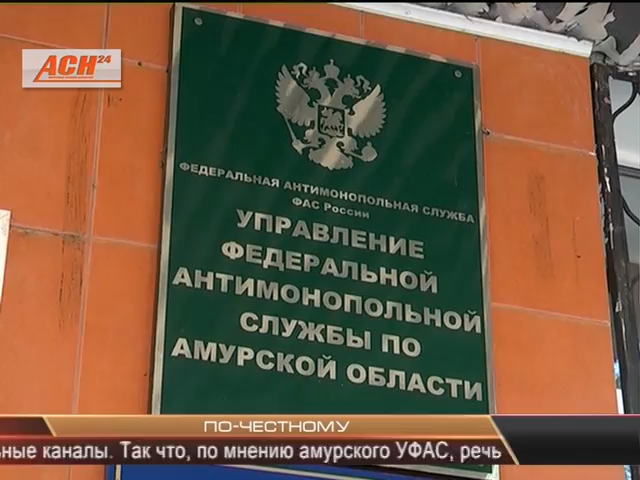 АСН24
ФЕДЕРАЛЬНАЯ АНТИМОНОПОЛЬНАЯ СЛУЖБА
ФАС России
УПРАВЛЕНИЕ
ФЕДЕРАЛЬНОЙ
АНТИМОНОПОЛЬНОЙ
СЛУЖБЫ ПО
АМУРСКОЙ ОБЛАСТИ
ПО-ЧЕСТНОМУ
ьные каналы. Так что, по мнению амурского УФАС, речь